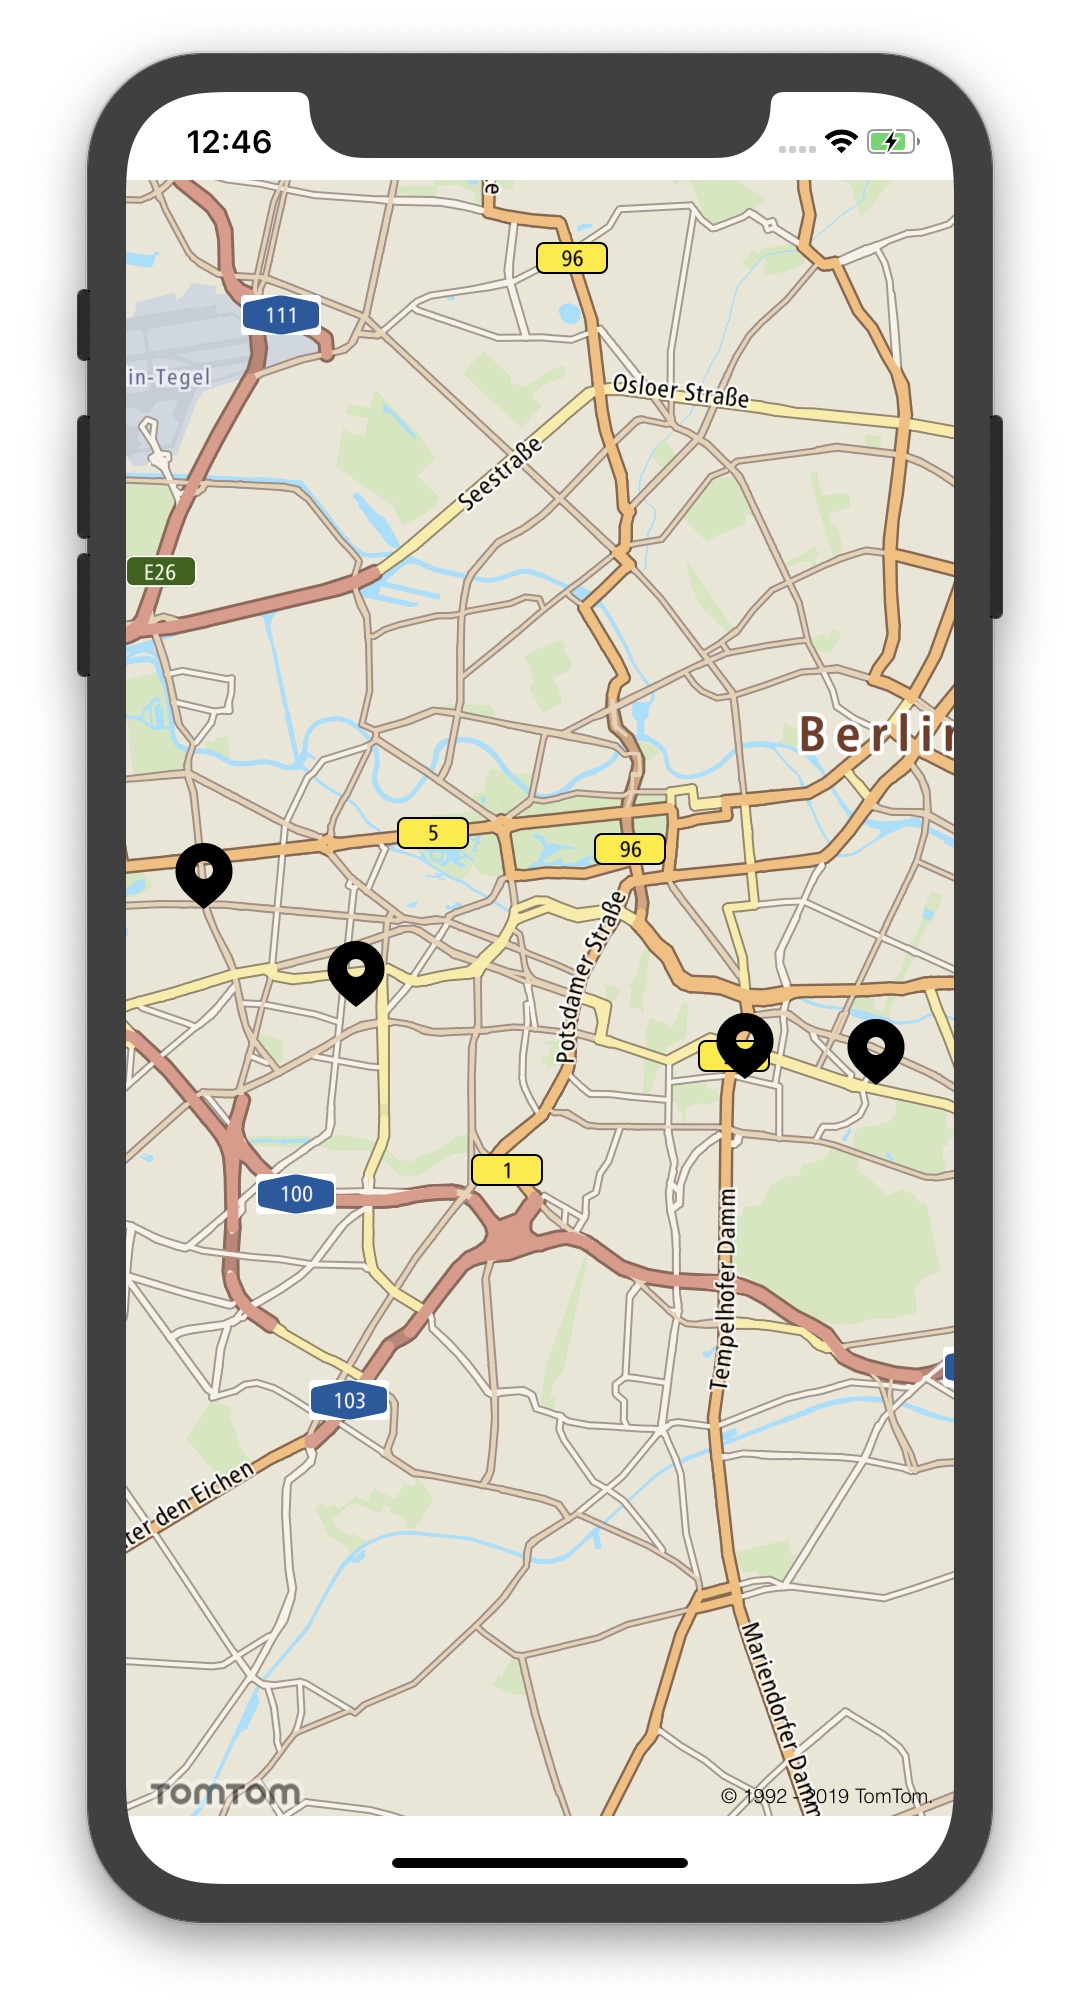 12:46
e
96
111
in-Tegel
Osloer Straße
Seestraße
E26
Berlin
5
96
Potsdamer Straße
1
100
Tempelhofer Damm
103
ter den Eichen
Mariendorfer Damm
TOMTOM
© 1992 - 2019 TomTom.